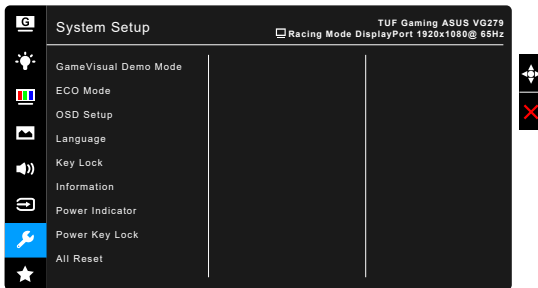 G
System Setup
TUF Gaming ASUS VG279
Racing Mode DisplayPort 1920x1080@ 65Hz
GameVisual Demo Mode
ECO Mode
OSD Setup
Language
Key Lock
Information
Power Indicator
Power Key Lock
All Reset